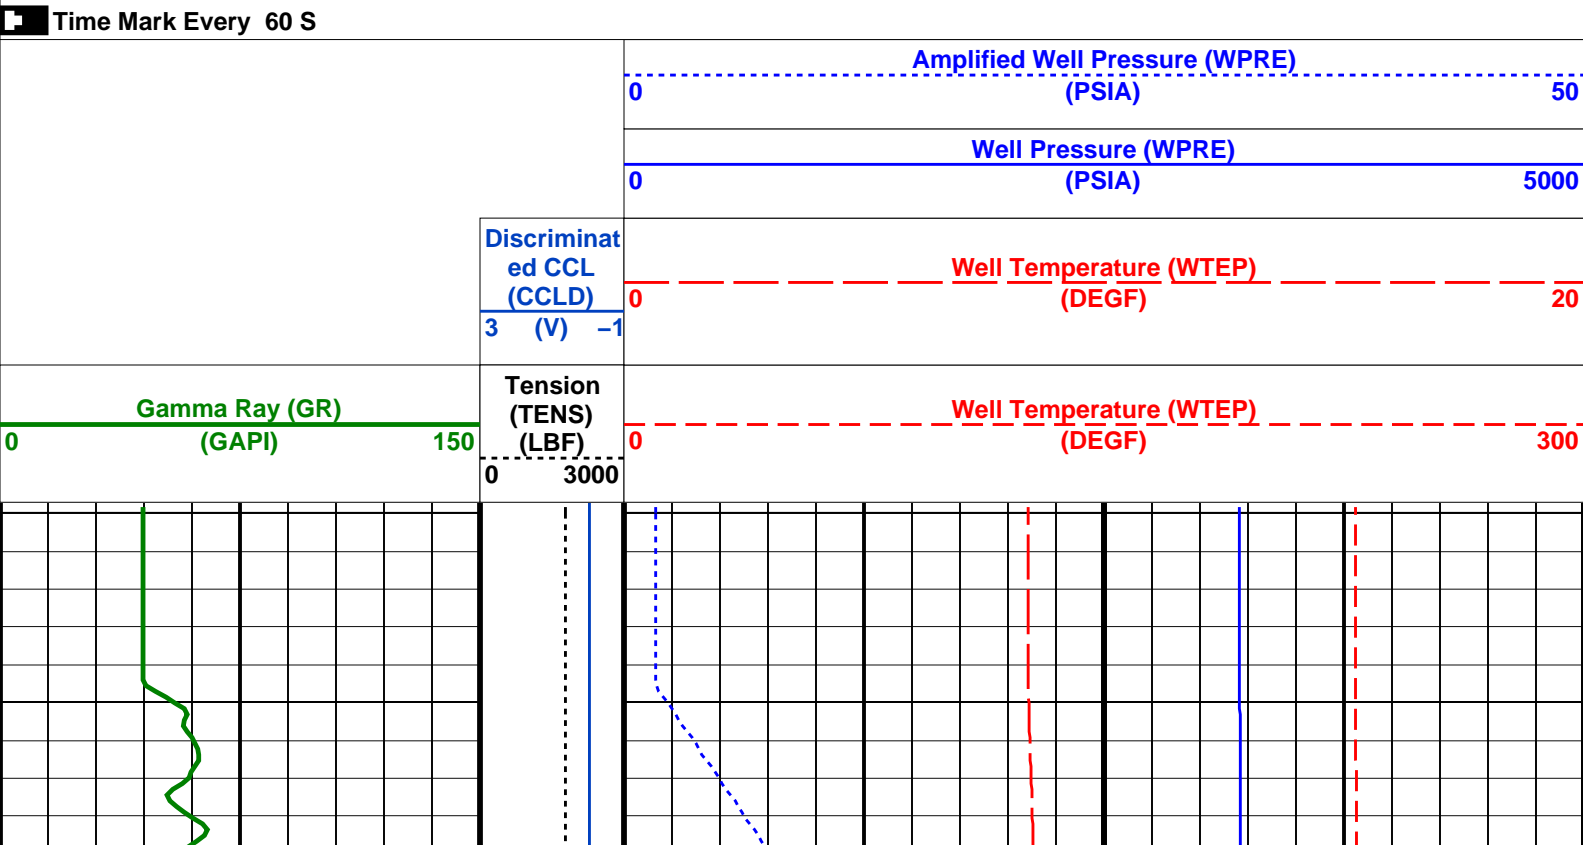 Time Mark Every 60 S
Amplified Well Pressure (WPRE)
0 (PSIA) 50
Well Pressure (WPRE)
0 (PSIA) 5000
Discriminat
ed CCL
(CCLD)
3 (V) −1
Well Temperature (WTEP)
0 (DEGF) 20
Gamma Ray (GR)
0 (GAPI) 150
Tension
(TENS)
(LBF)
0 3000
Well Temperature (WTEP)
0 (DEGF) 300